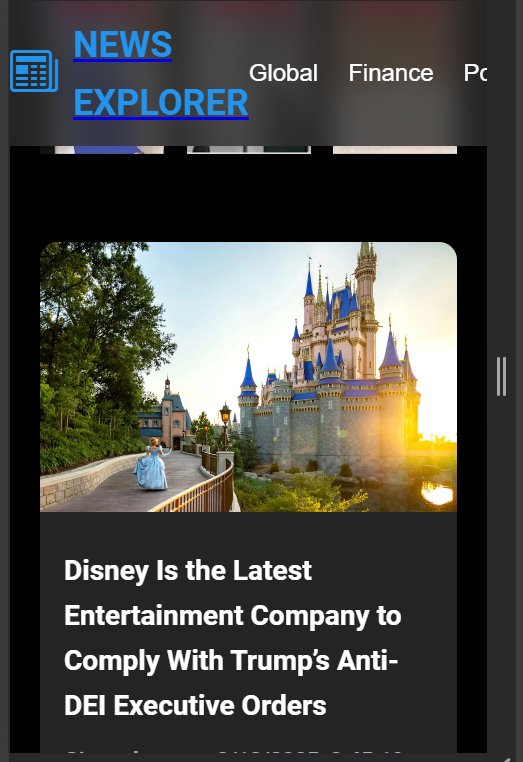 NEWS
EXPLORER
Global Finance
Disney Is the Latest
Entertainment Company to
Comply With Trump’s Anti-
DEI Executive Orders